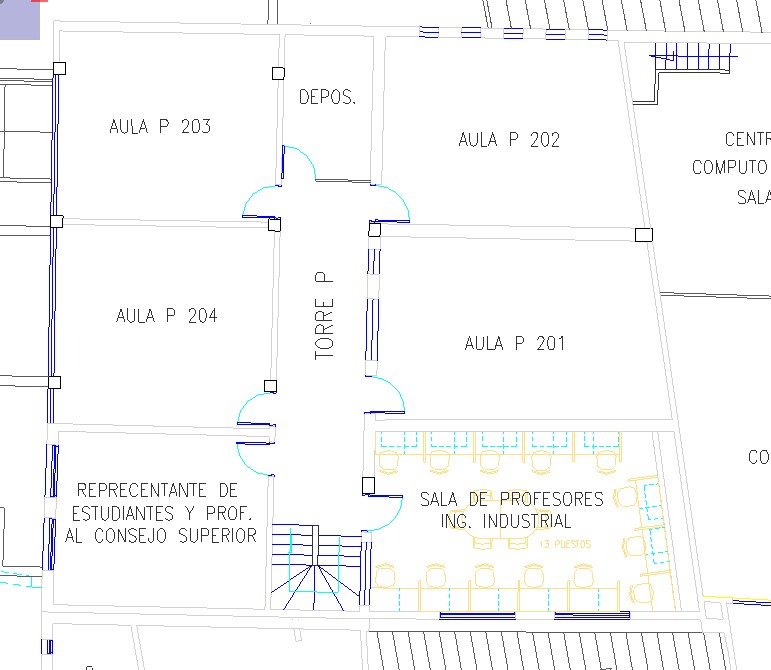 DEPOS.
AULA P 203
AULA P 202
CENTR
COMPUTO
SALA
AULA P 204
TORRE P
AULA P 201
CO
REPRECENTANTE DE
ESTUDIANTES Y PROF.
AL CONSEJO SUPERIOR
SALA DE PROFESORES
ING. INDUSTRIAL
13 PUESTOS